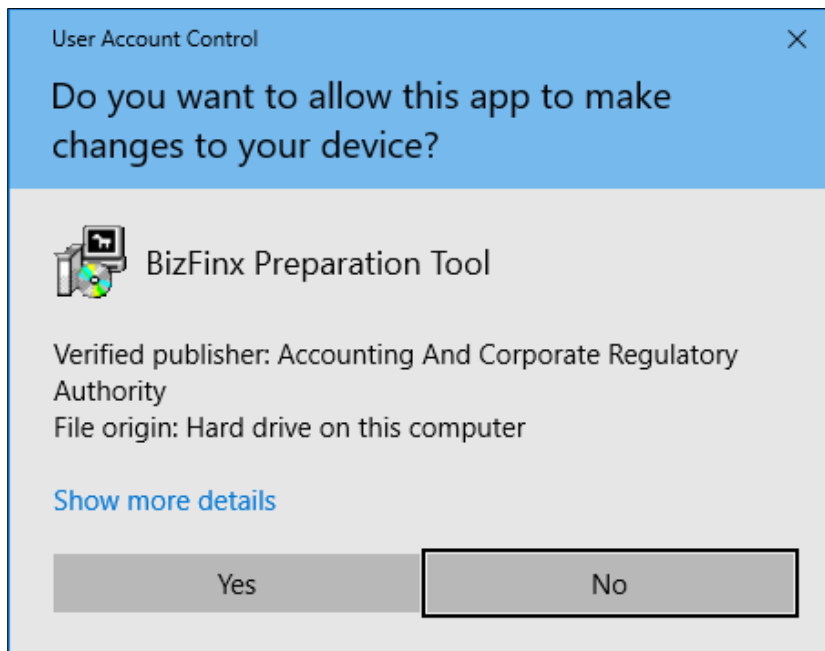 User Account Control
Do you want to allow this app to make
changes to your device?
BizFinx Preparation Tool
Verified publisher: Accounting And Corporate Regulatory
Authority
File origin: Hard drive on this computer
Show more details
Yes
No